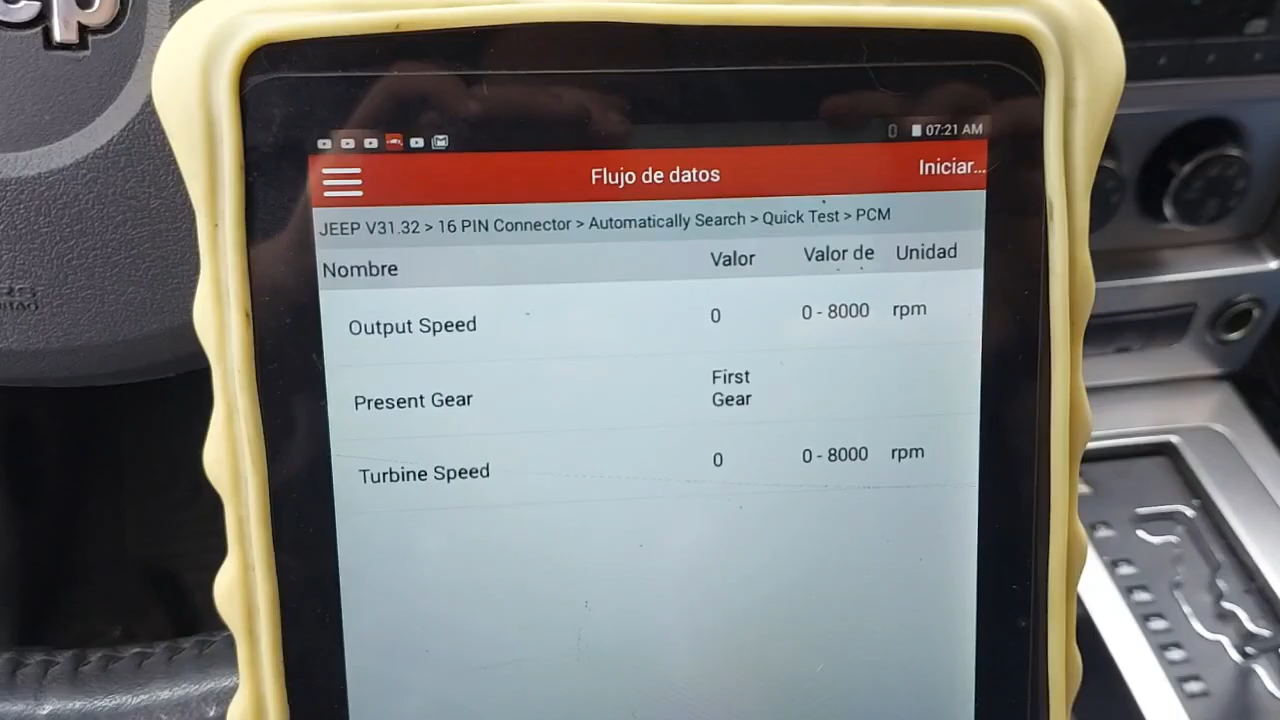 ep
07:21 AM
Flujo de datos
Iniciar...
JEEP V31.32 > 16 PIN Connector > Automatically Search > Quick Test > PCM
Nombre Valor Valor de Unidad
Output Speed 0 0 - 8000 rpm
Present Gear First Gear
Turbine Speed 0 0 - 8000 rpm